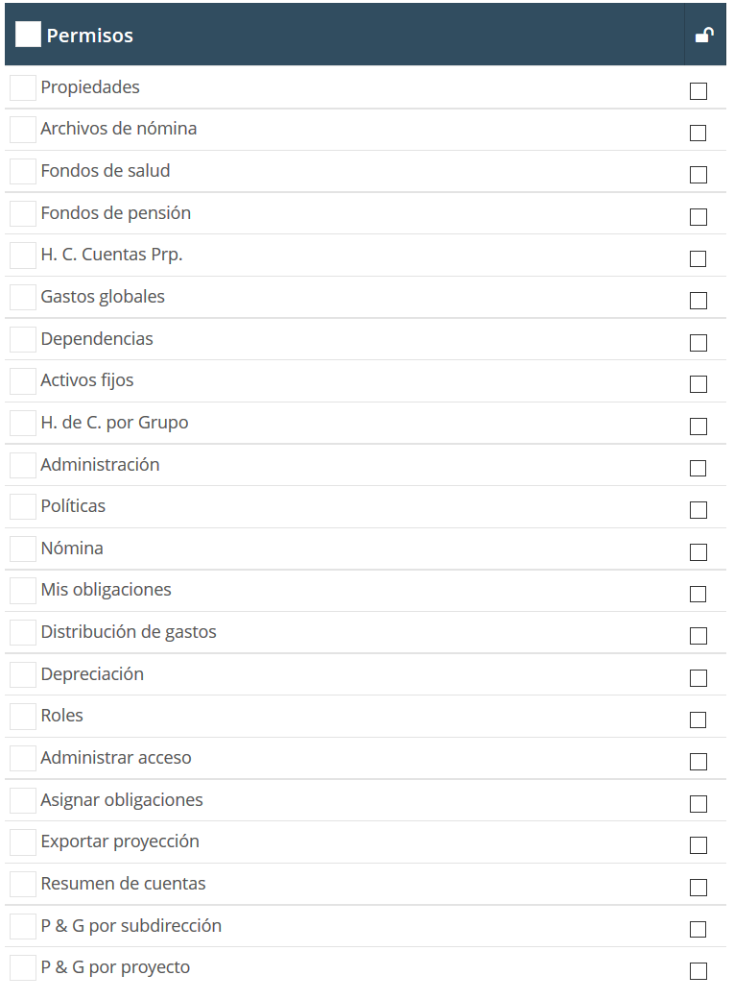 Permisos
Propiedades
Archivos de nómina
Fondos de salud
Fondos de pensión
H. C. Cuentas Prp.
Gastos globales
Dependencias
Activos fijos
H. de C. por Grupo
Administración
Políticas
Nómina
Mis obligaciones
Distribución de gastos
Depreciación
Roles
Administrar acceso
Asignar obligaciones
Exportar proyección
Resumen de cuentas
P & G por subdirección
P & G por proyecto